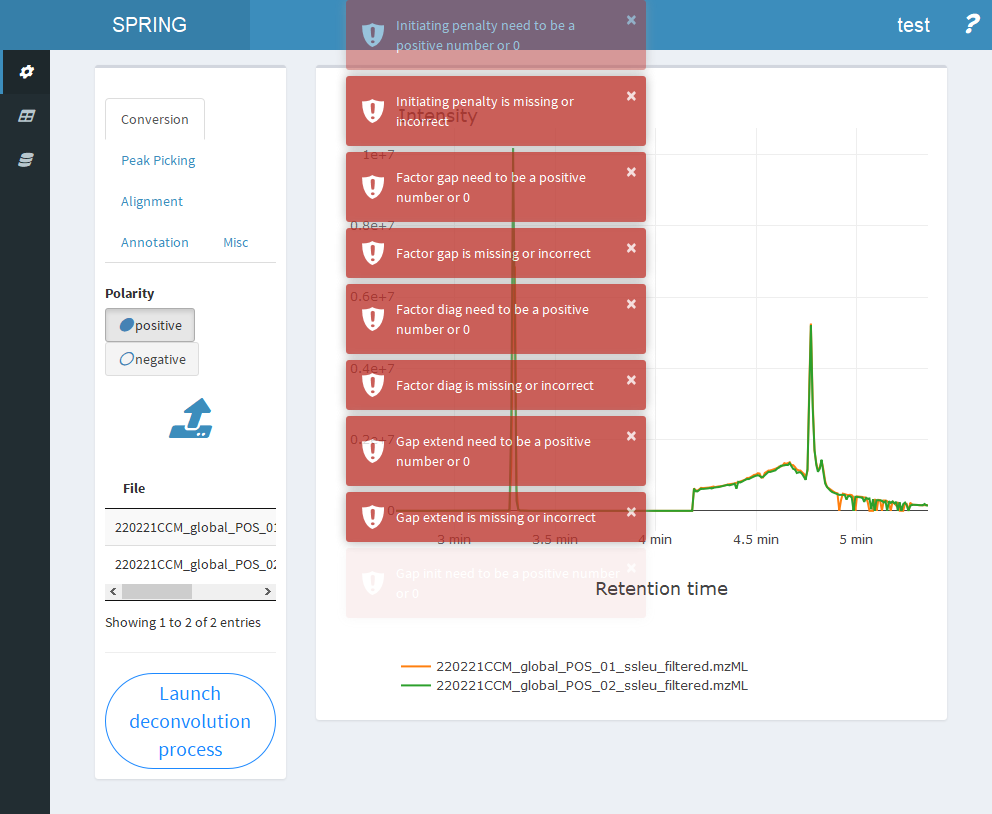 SPRING
test
?
Conversion
Peak Picking
Alignment
Annotation
Misc
Polarity
positive
negative
File
220221CCM_global_POS_01
220221CCM_global_POS_02
Showing 1 to 2 of 2 entries
Launch
deconvolution
process
Initiating penalty need to be a
positive number or 0
Initiating penalty is missing or
incorrect
Factor gap need to be a positive
number or 0
Factor gap is missing or incorrect
Factor diag need to be a positive
number or 0
Factor diag is missing or incorrect
Gap extend need to be a positive
number or 0
Gap extend is missing or incorrect
Gap init need to be a positive number
or 0
Intensity
1e+7
0.8e+7
0.6e+7
0.4e+7
0.2e+7
0
3 min
3.5 min
4 min
4.5 min
5 min
Retention time
220221CCM_global_POS_01_ssleu_filtered.mzML
220221CCM_global_POS_02_ssleu_filtered.mzML